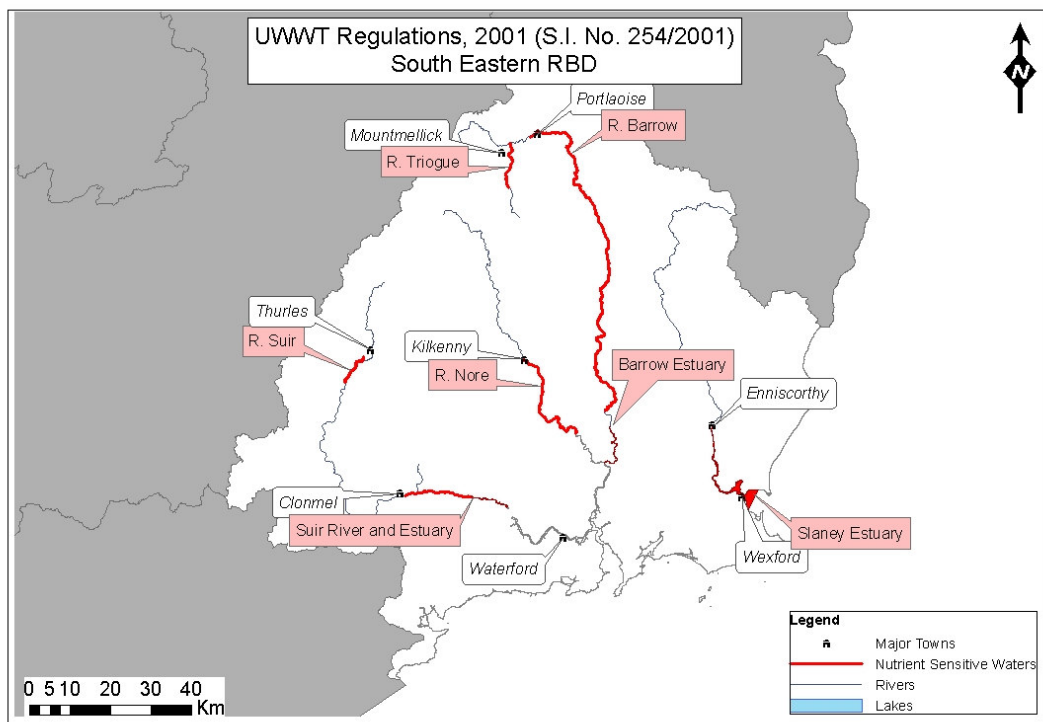 UWWT Regulations, 2001 (S.I. No. 254/2001)
South Eastern RBD
N
Portlaoise
Mountmellick
R. Barrow
R. Triogue
Thurles
R. Suir
Kilkenny
R. Nore
Barrow Estuary
Enniscorthy
Clonmel
Suir River and Estuary
Waterford
Wexford
Slaney Estuary
Legend
Major Towns
Nutrient Sensitive Waters
Rivers
Lakes
0 5 10 20 30 40
Km